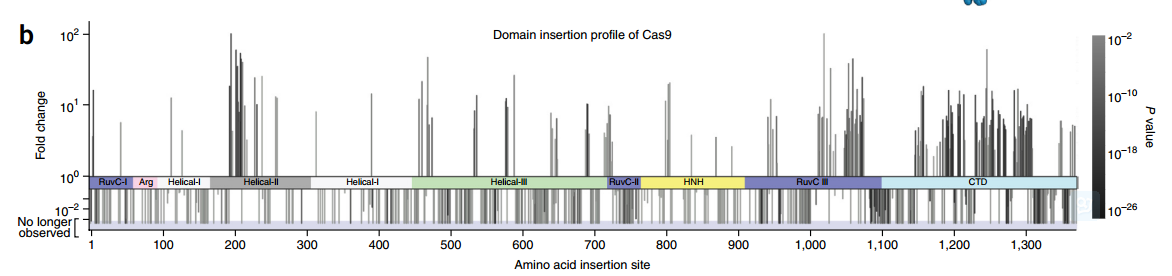 b
Domain insertion profile of Cas9
Fold change
10²
10¹
10⁰
10⁻²
No longer
observed
RuvC-I Arg Helical-I Helical-II Helical-I Helical-III RuvC-II HNH RuvC III CTD
1 100 200 300 400 500 600 700 800 900 1,000 1,100 1,200 1,300
Amino acid insertion site
10⁻²
10⁻¹⁰
10⁻¹⁸
10⁻²⁶
P value